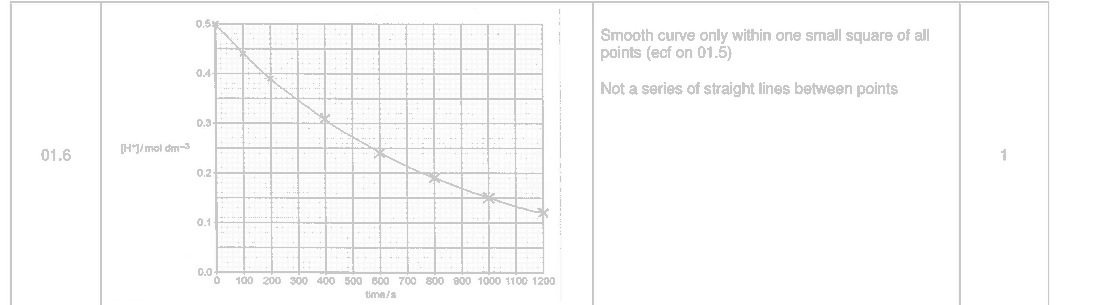 01.6
0.5
0.4
0.3
0.2
0.1
0.0
[H⁺]/mol dm⁻³
0 100 200 300 400 500 600 700 800 900 1000 1100 1200
time/s
Smooth curve only within one small square of all
points (ecf on 01.5)
Not a series of straight lines between points
1